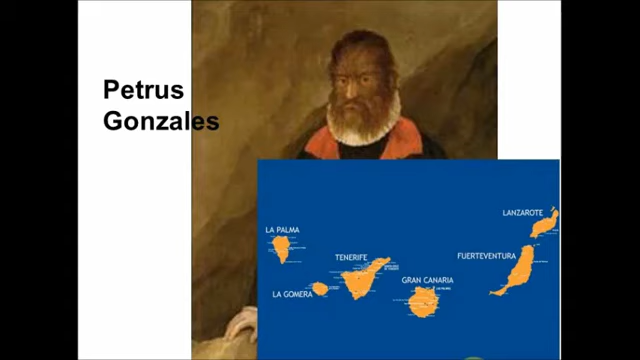 Petrus
Gonzales
LANZAROTE
LA PALMA
FUERTEVENTURA
TENERIFE
GRAN CANARIA
LA GOMERA